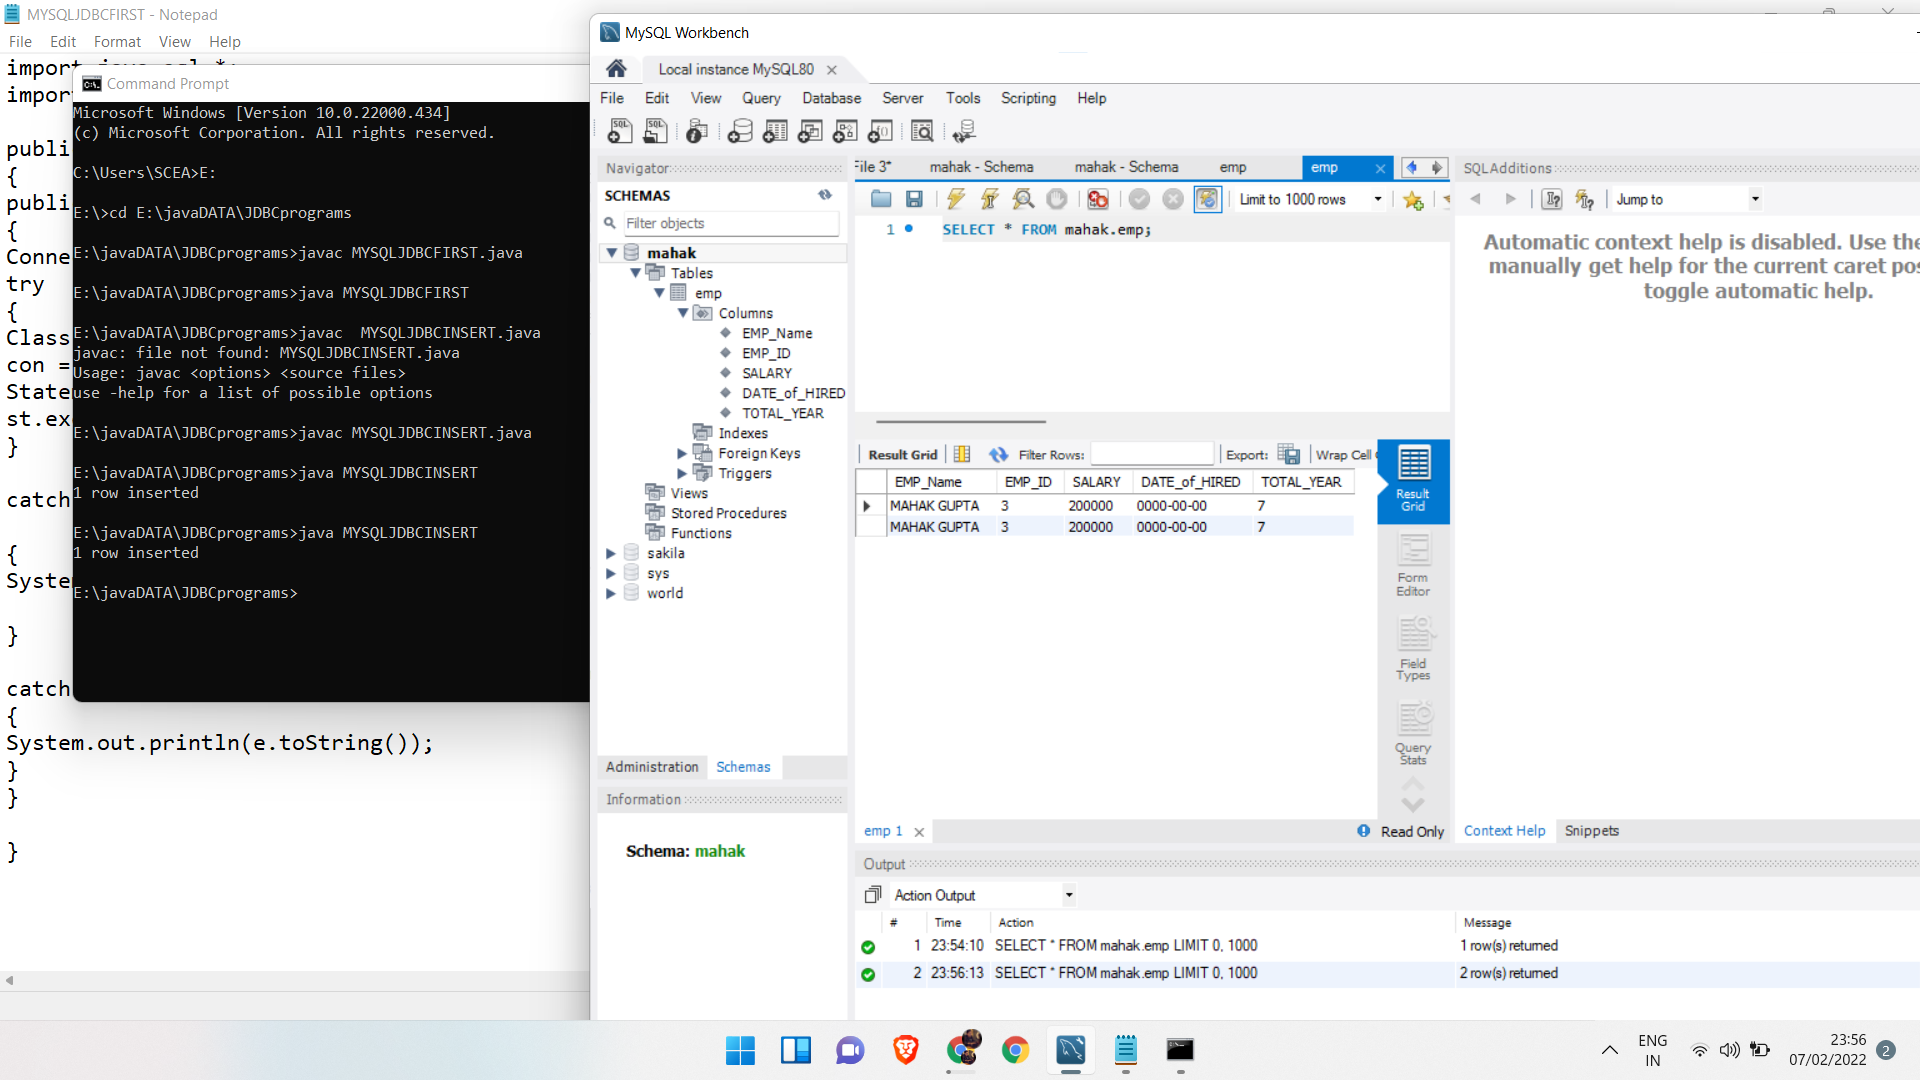 MYSQLJDBCFIRST - Notepad
File Edit Format View Help
import java.sql.*;
import
publi
{
publi
{
Conne
try
{
Class
con =
State
st.exe
}
catch
{
Syste
}
catch
{
System.out.println(e.toString());
}
}
}
Command Prompt
Microsoft Windows [Version 10.0.22000.434]
(c) Microsoft Corporation. All rights reserved.
C:\Users\SCEA>E:
E:\>cd E:\javaDATA\JDBCprograms
E:\javaDATA\JDBCprograms>javac MYSQLJDBCFIRST.java
E:\javaDATA\JDBCprograms>java MYSQLJDBCFIRST
E:\javaDATA\JDBCprograms>javac  MYSQLJDBCINSERT.java
javac: file not found: MYSQLJDBCINSERT.java
Usage: javac <options> <source files>
use -help for a list of possible options
E:\javaDATA\JDBCprograms>javac MYSQLJDBCINSERT.java
E:\javaDATA\JDBCprograms>java MYSQLJDBCINSERT
1 row inserted
E:\javaDATA\JDBCprograms>java MYSQLJDBCINSERT
1 row inserted
E:\javaDATA\JDBCprograms>
MySQL Workbench
Local instance MySQL80
File Edit View Query Database Server Tools Scripting Help
Navigator
SCHEMAS
Filter objects
mahak
Tables
emp
Columns
EMP_Name
EMP_ID
SALARY
DATE_of_HIRED
TOTAL_YEAR
Indexes
Foreign Keys
Triggers
Views
Stored Procedures
Functions
sakila
sys
world
Administration Schemas
Information
Schema: mahak
File 3* mahak - Schema mahak - Schema emp emp
Limit to 1000 rows
1 SELECT * FROM mahak.emp;
Result Grid Filter Rows: Export: Wrap Cell
EMP_Name EMP_ID SALARY DATE_of_HIRED TOTAL_YEAR
MAHAK GUPTA 3 200000 0000-00-00 7
MAHAK GUPTA 3 200000 0000-00-00 7
Result
Grid
Form
Editor
Field
Types
Query
Stats
emp 1 Read Only
SQLAdditions
Jump to
Automatic context help is disabled. Use the
manually get help for the current caret pos
toggle automatic help.
Context Help Snippets
Output
Action Output
# Time Action Message
1 23:54:10 SELECT * FROM mahak.emp LIMIT 0, 1000 1 row(s) returned
2 23:56:13 SELECT * FROM mahak.emp LIMIT 0, 1000 2 row(s) returned
ENG
IN
23:56
07/02/2022
2